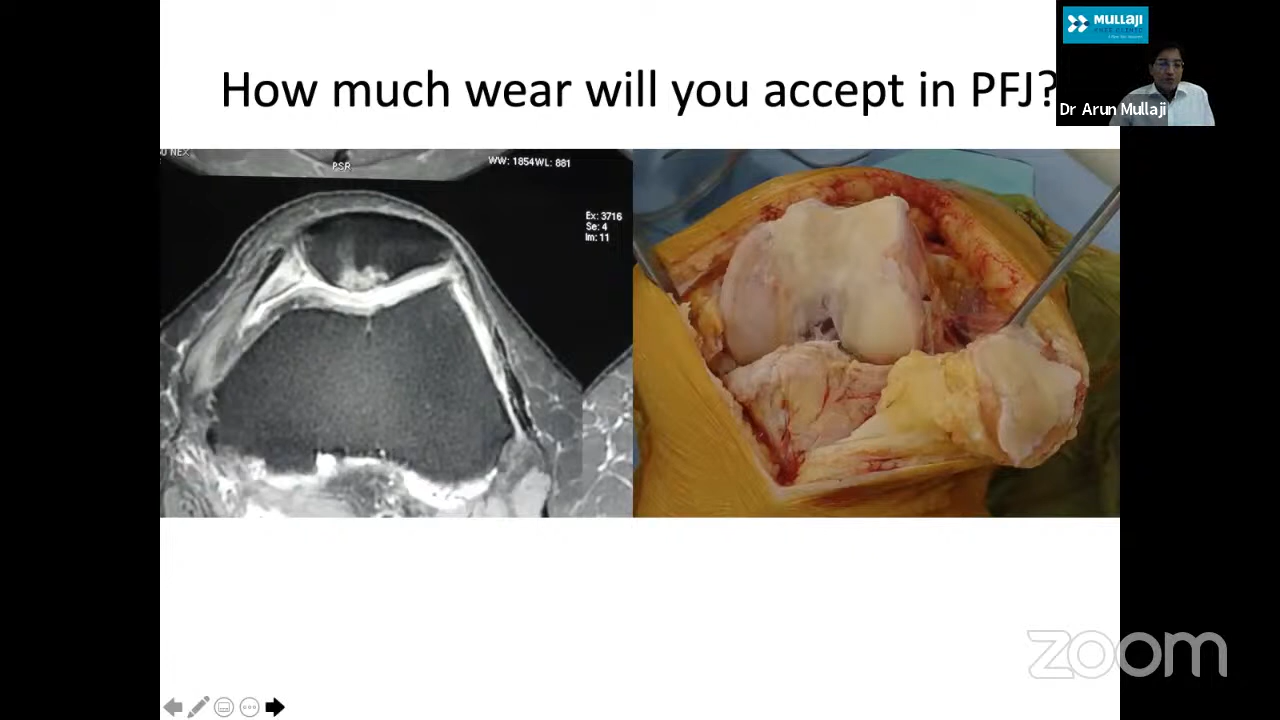 How much wear will you accept in PFJ?
MULLAJI
Dr Arun Mullaji
PSR
WW: 1854WL: 881
Ex: 3716
Se: 4
Im: 11
zoom